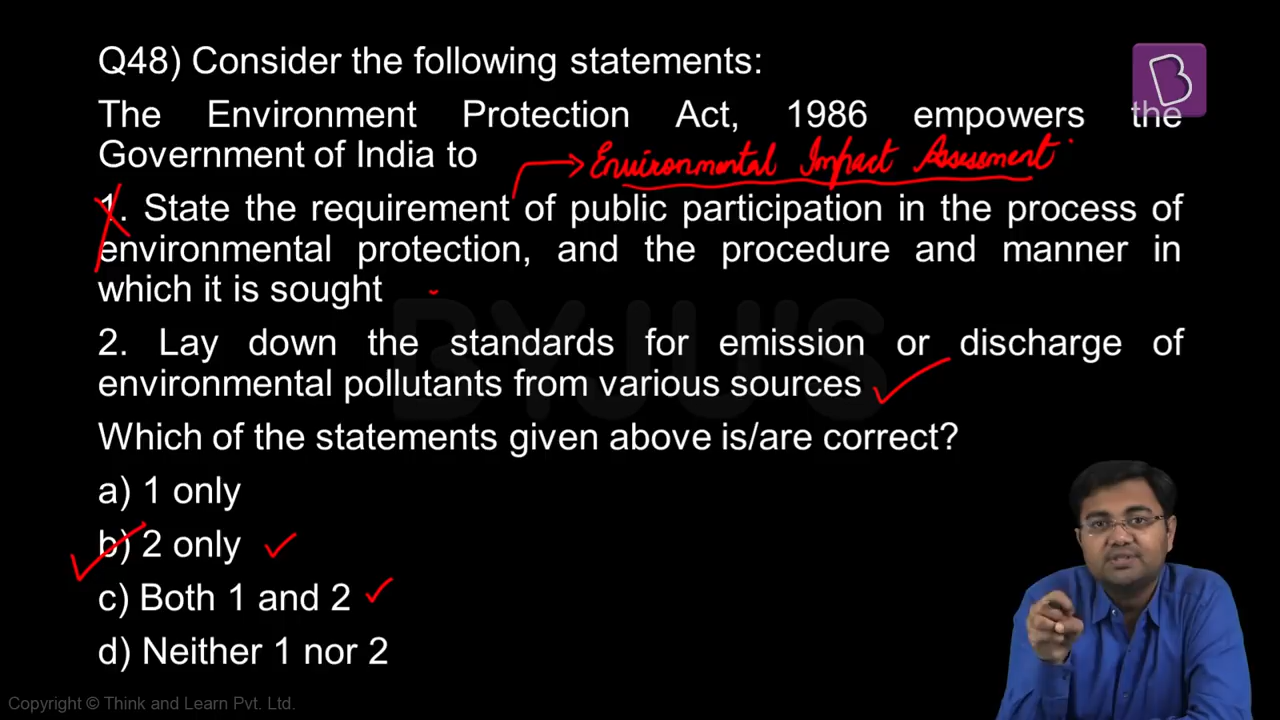 Q48) Consider the following statements:
The Environment Protection Act, 1986 empowers the
Government of India to
Environmental Impact Assessment
1. State the requirement of public participation in the process of
environmental protection, and the procedure and manner in
which it is sought
2. Lay down the standards for emission or discharge of
environmental pollutants from various sources
BYJU'S
Which of the statements given above is/are correct?
a) 1 only
b) 2 only
c) Both 1 and 2
d) Neither 1 nor 2
Copyright © Think and Learn Pvt. Ltd.
B